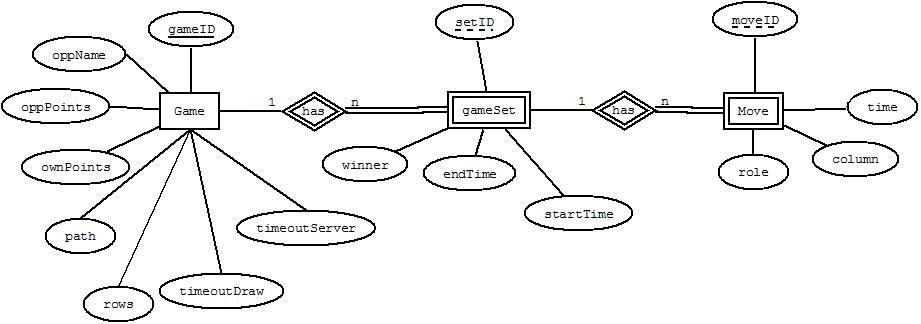 gameID
setID
moveID
oppName
oppPoints
Game
1
has
n
gameSet
1
has
n
Move
time
ownPoints
winner
endTime
role
column
path
timeoutServer
startTime
rows
timeoutDraw